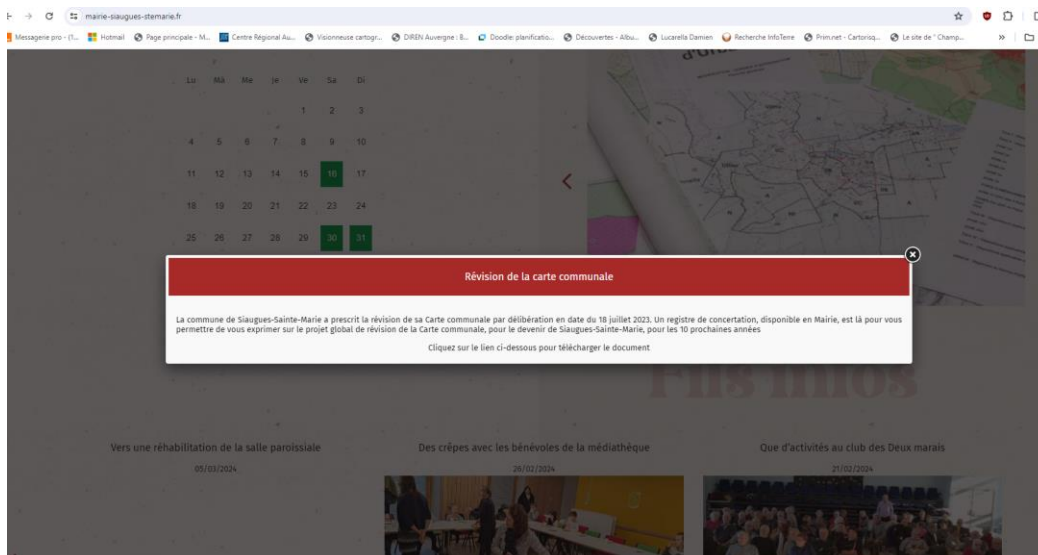 mairie-siaugues-stemarie.fr
Messagerie pro - (1... Hotmail Page principale - M... Centre Régional Au... Visionneuse cartogr... DIREN Auvergne : B... Doodle: planificatio... Découvertes - Albu... Lucarella Damien Recherche InfoTerre Prim.net - Cartorisq... Le site de " Champ... »
d'Urb
Lu Ma Me Je Ve Sa Di
1 2 3
4 5 6 7 8 9 10
11 12 13 14 15 16 17
18 19 20 21 22 23 24
25 26 27 28 29 30 31
Révision de la carte communale
La commune de Siaugues-Sainte-Marie a prescrit la révision de sa Carte communale par délibération en date du 18 juillet 2023. Un registre de concertation, disponible en Mairie, est là pour vous
permettre de vous exprimer sur le projet global de révision de la Carte communale, pour le devenir de Siaugues-Sainte-Marie, pour les 10 prochaines années
Cliquez sur le lien ci-dessous pour télécharger le document
Fils infos
Vers une réhabilitation de la salle paroissiale Des crêpes avec les bénévoles de la médiathèque Que d'activités au club des Deux marais
05/03/2024 26/02/2024 21/02/2024